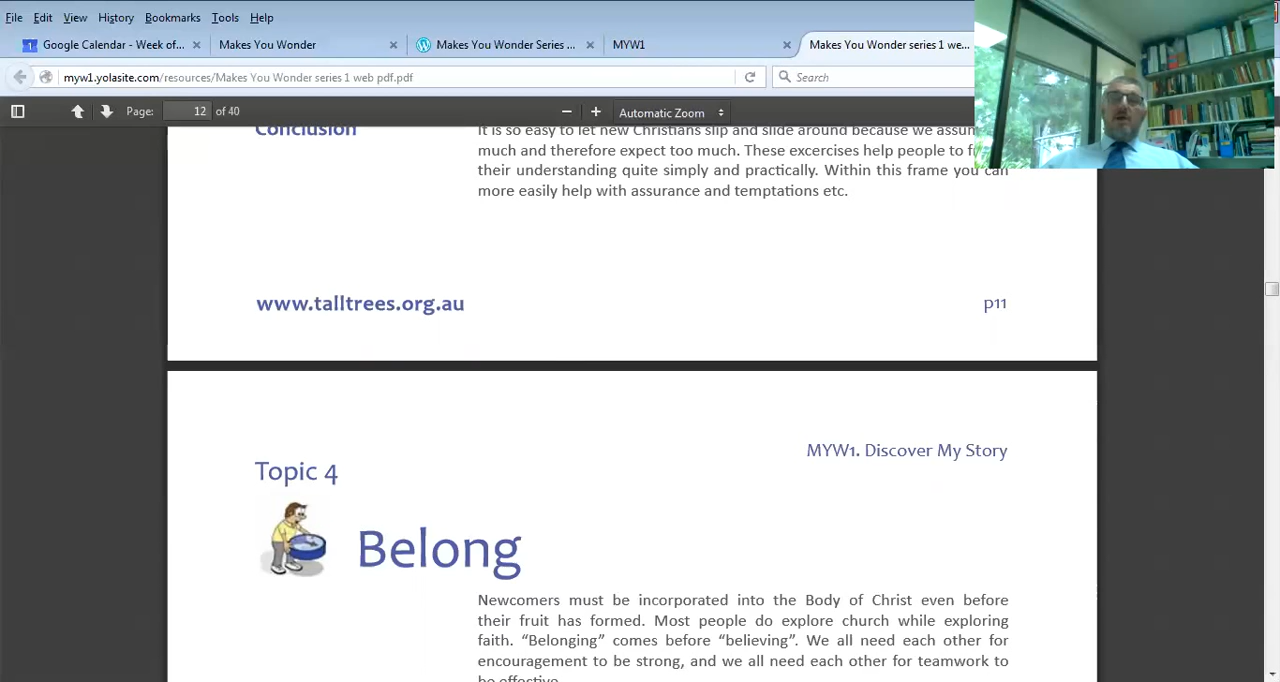 File Edit View History Bookmarks Tools Help
Google Calendar - Week of... × Makes You Wonder × Makes You Wonder Series ... × MYW1 × Makes You Wonder series 1 we...
myw1.yolasite.com/resources/Makes You Wonder series 1 web pdf.pdf Search
Page: 12 of 40 Automatic Zoom
Conclusion
It is so easy to let new Christians slip and slide around because we
much and therefore expect too much. These excercises help people to
their understanding quite simply and practically. Within this frame you can
more easily help with assurance and temptations etc.
www.talltrees.org.au p11
MYW1. Discover My Story
Topic 4
Belong
Newcomers must be incorporated into the Body of Christ even before
their fruit has formed. Most people do explore church while exploring
faith. “Belonging” comes before “believing”. We all need each other for
encouragement to be strong, and we all need each other for teamwork to
be effective.